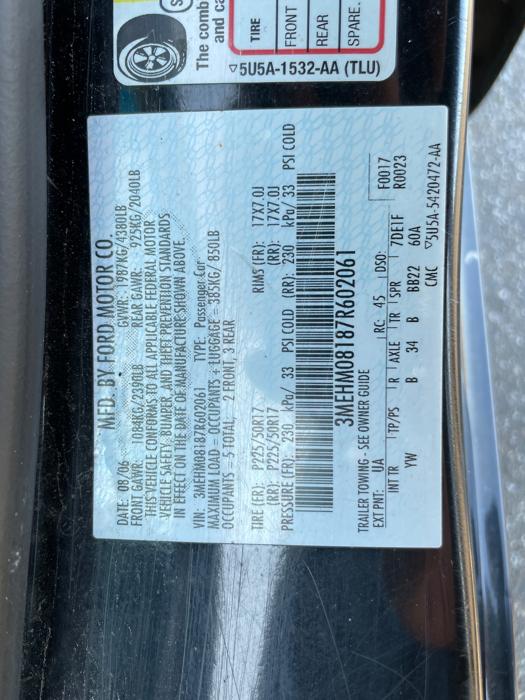 The comb
and ca
TIRE
FRONT
REAR
SPARE.
▽5U5A-1532-AA (TLU)
MFD. BY FORD MOTOR CO.
DATE: 08/06 GVWR: 1987KG/4380LB
FRONT GAWR: 1084KG/2390LB REAR GAWR: 925KG/2040LB
THIS VEHICLE CONFORMS TO ALL APPLICABLE FEDERAL MOTOR
VEHICLE SAFETY, BUMPER, AND THEFT PREVENTION STANDARDS
IN EFFECT ON THE DATE OF MANUFACTURE SHOWN ABOVE.
VIN: 3MEHM08187R602061 TYPE: Passenger Car
MAXIMUM LOAD = OCCUPANTS + LUGGAGE = 385KG/ 850LB
OCCUPANTS = 5 TOTAL, 2 FRONT, 3 REAR
TIRE (FR): P225/50R17 RIMS (FR): 17X7.0J
(RR): P225/50R17 (RR): 17X7.0J
PRESSURE (FR): 230 kPa/ 33 PSI COLD (RR): 230 kPa/ 33 PSI COLD
3MEHM08187R602061
TRAILER TOWING - SEE OWNER GUIDE
F0017
R0023
EXT PNT: UA RC: 45 DSO:
INT TR TP/PS R AXLE TR SPR 7DE1F
YW B 34 B BB22 60A
CMC ▽5U5A-5420472-AA